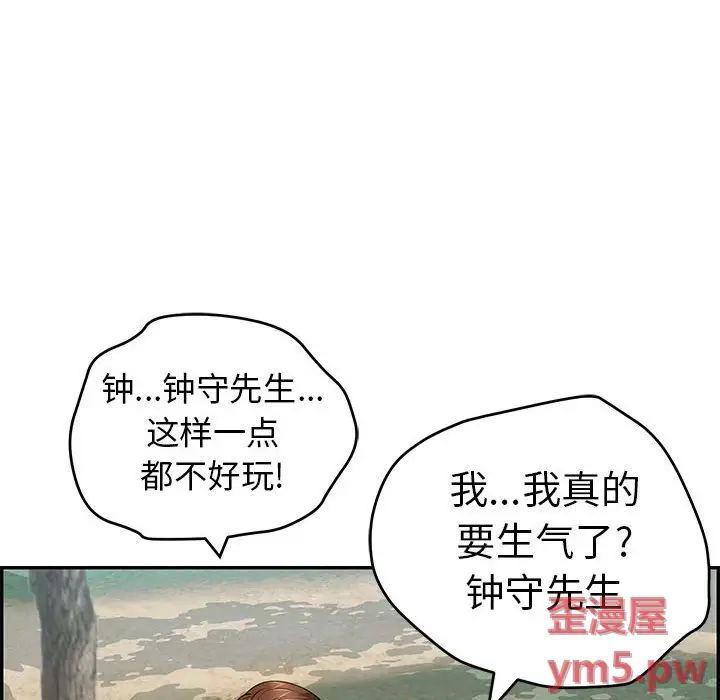 钟...钟守先生...
这样一点
都不好玩!
我...我真的
要生气了?
钟守先生
歪漫屋
ym5.pw